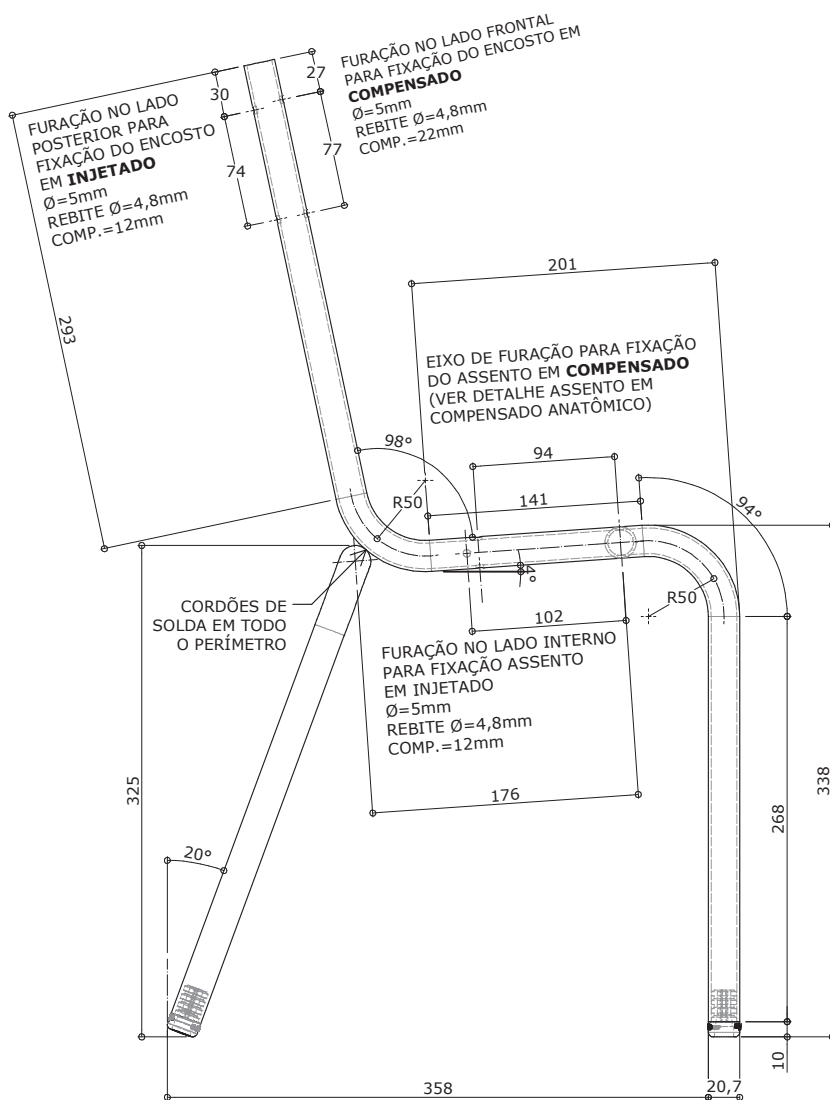 FURAÇÃO NO LADO FRONTAL
PARA FIXAÇÃO DO ENCOSTO EM
COMPENSADO
Ø=5mm
REBITE Ø=4,8mm
COMP.=22mm
27
30
77
74
FURAÇÃO NO LADO
POSTERIOR PARA
FIXAÇÃO DO ENCOSTO
EM INJETADO
Ø=5mm
REBITE Ø=4,8mm
COMP.=12mm
293
201
EIXO DE FURAÇÃO PARA FIXAÇÃO
DO ASSENTO EM COMPENSADO
(VER DETALHE ASSENTO EM
COMPENSADO ANATÔMICO)
98°
94
R50
141
94°
4°
R50
CORDÕES DE
SOLDA EM TODO
O PERÍMETRO
102
FURAÇÃO NO LADO INTERNO
PARA FIXAÇÃO ASSENTO
EM INJETADO
Ø=5mm
REBITE Ø=4,8mm
COMP.=12mm
176
325
338
268
20°
10
358
20,7